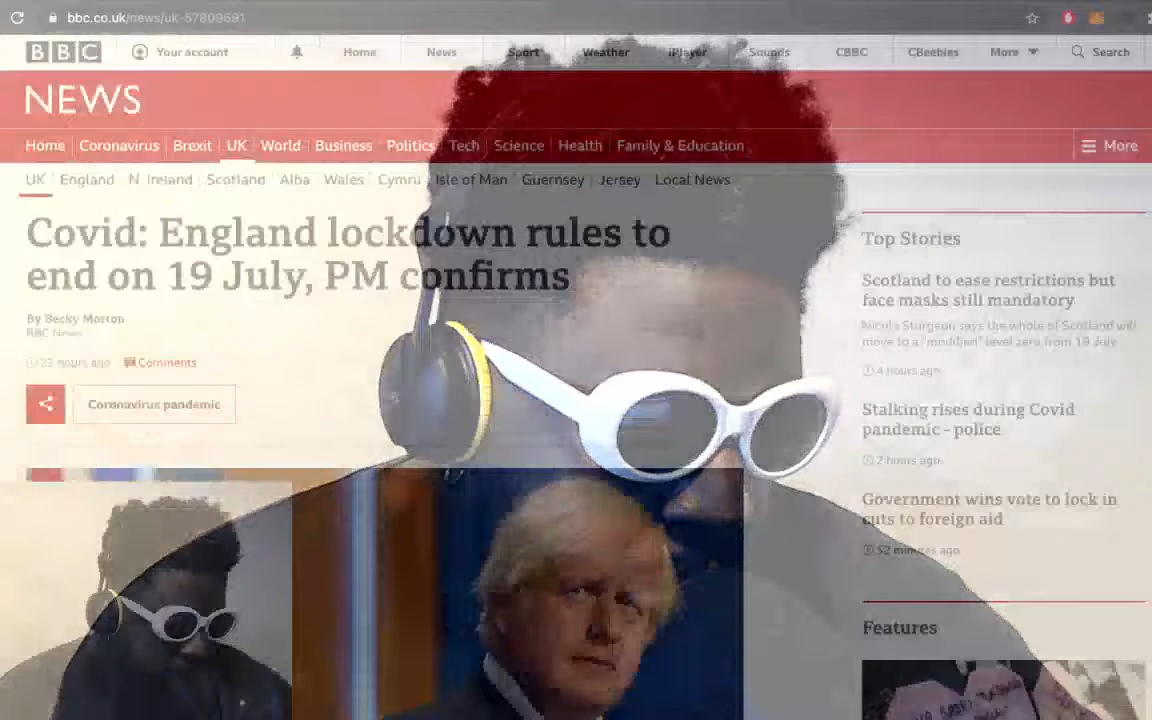 bbc.co.uk/news/uk-57809691
BBC Your account Home News Sport Weather iPlayer Sounds CBBC CBeebies More Search
NEWS
Home Coronavirus Brexit UK World Business Politics Tech Science Health Family & Education More
UK England N. Ireland Scotland Alba Wales Cymru Isle of Man Guernsey Jersey Local News
Covid: England lockdown rules to
end on 19 July, PM confirms
By Becky Morton
BBC News
23 hours ago Comments
Coronavirus pandemic
Top Stories
Scotland to ease restrictions but
face masks still mandatory
Nicola Sturgeon says the whole of Scotland will
move to a "modified" level zero from 19 July
4 hours ago
Stalking rises during Covid
pandemic - police
2 hours ago
Government wins vote to lock in
cuts to foreign aid
52 minutes ago
Features